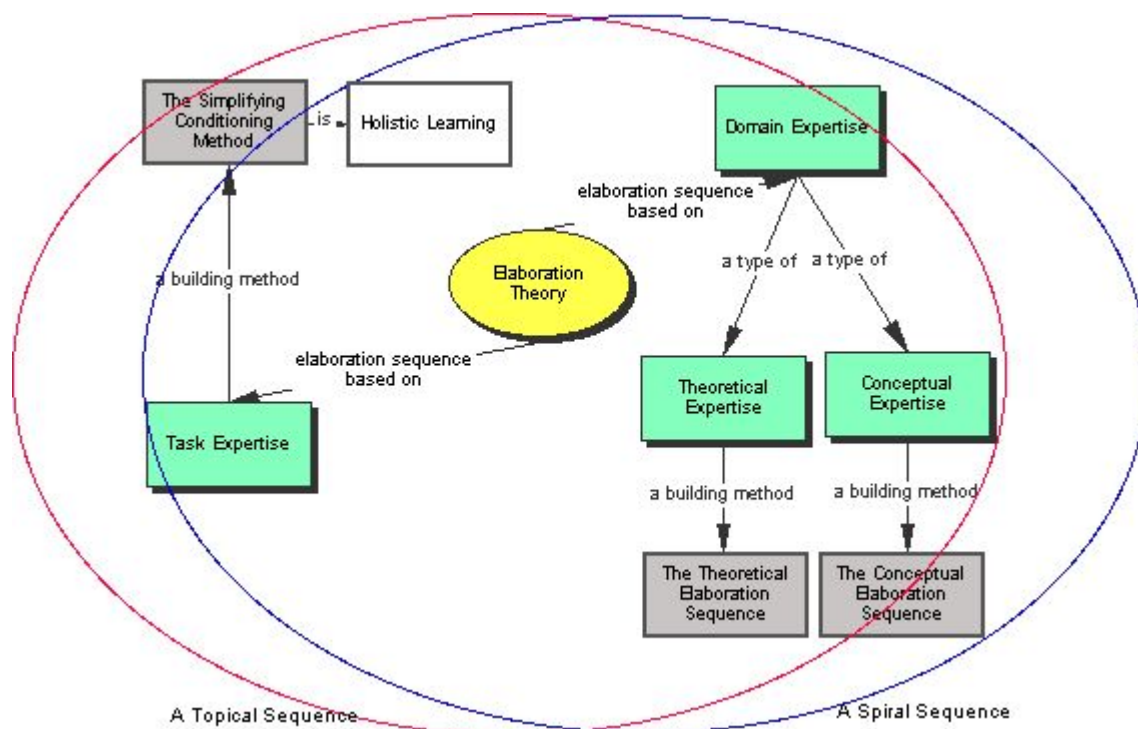 The Simplifying
Conditioning
Method
is
Holistic Learning
Domain Expertise
elaboration sequence
based on
Elaboration
Theory
a type of
a type of
a building method
elaboration sequence
based on
Theoretical
Expertise
Conceptual
Expertise
Task Expertise
a building method
a building method
The Theoretical
Elaboration
Sequence
The Conceptual
Elaboration
Sequence
A Topical Sequence
A Spiral Sequence